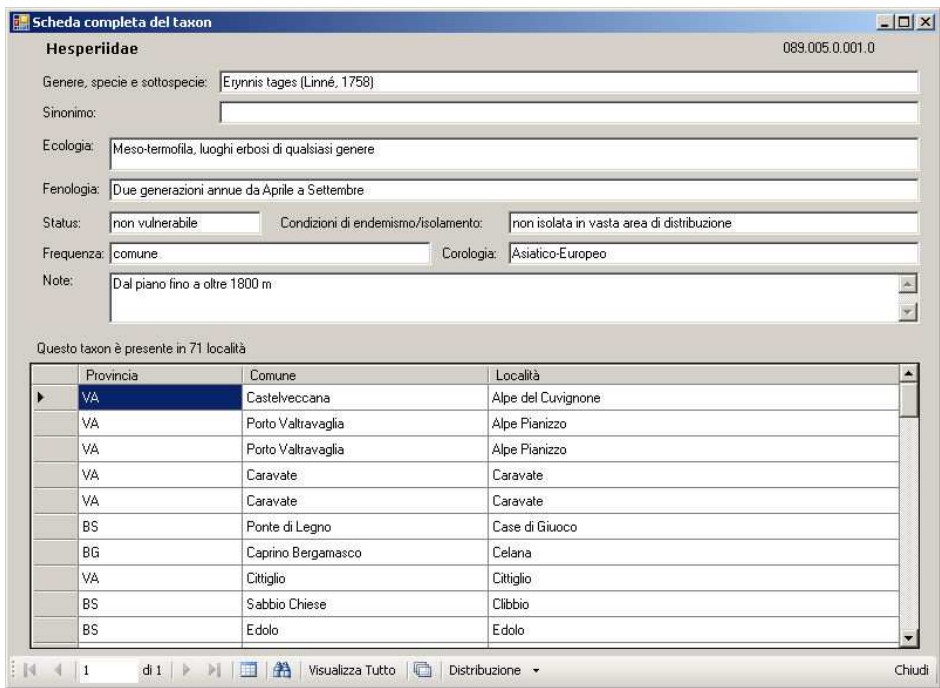 Scheda completa del taxon
Hesperiidae 089.005.0.001.0
Genere, specie e sottospecie: Erynnis tages (Linné, 1758)
Sinonimo:
Ecologia: Meso-termofila, luoghi erbosi di qualsiasi genere
Fenologia: Due generazioni annue da Aprile a Settembre
Status: non vulnerabile Condizioni di endemismo/isolamento: non isolata in vasta area di distribuzione
Frequenza: comune Corologia: Asiatico-Europeo
Note: Dal piano fino a oltre 1800 m
Questo taxon è presente in 71 località
Provincia Comune Località
VA Castelveccana Alpe del Cuvignone
VA Porto Valtravaglia Alpe Pianizzo
VA Porto Valtravaglia Alpe Pianizzo
VA Caravate Caravate
VA Caravate Caravate
BS Ponte di Legno Case di Giuoco
BG Caprino Bergamasco Celana
VA Cittiglio Cittiglio
BS Sabbio Chiese Clibbio
BS Edolo Edolo
1 di 1 Visualizza Tutto Distribuzione Chiudi